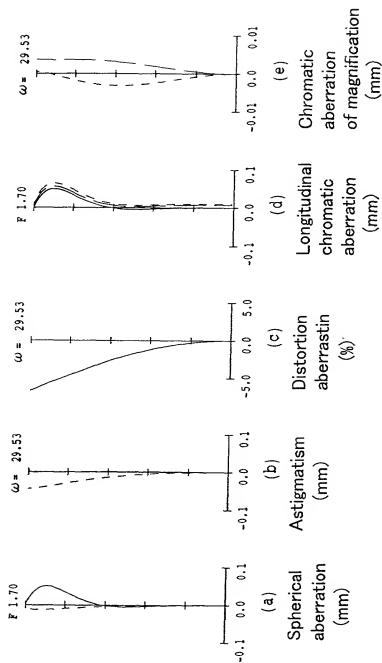 F 1.70
-0.1 0.0 0.1
(a)
Spherical
aberration
(mm)
ω= 29.53
-0.1 0.0 0.1
(b)
Astigmatism
(mm)
ω = 29.53
-5.0 0.0 5.0
(c)
Distortion
aberrastin
(%)
F 1.70
-0.1 0.0 0.1
(d)
Longitudinal
chromatic
aberration
(mm)
ω = 29.53
-0.01 0.0 0.01
(e)
Chromatic
aberration
of magnification
(mm)